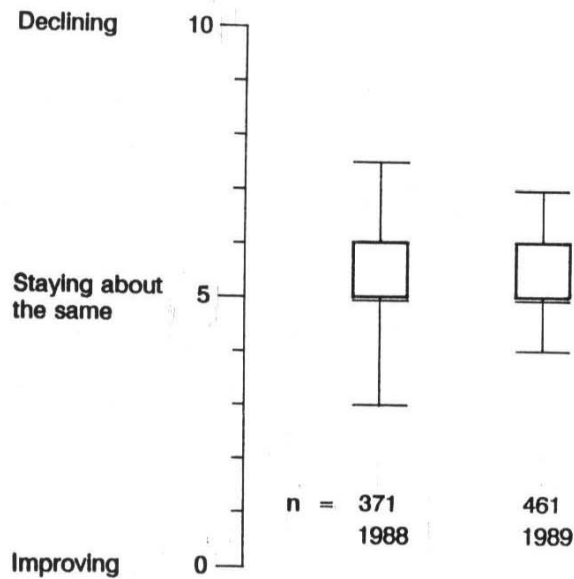 Declining 10
Staying about
the same 5
n = 371 461
1988 1989
Improving 0